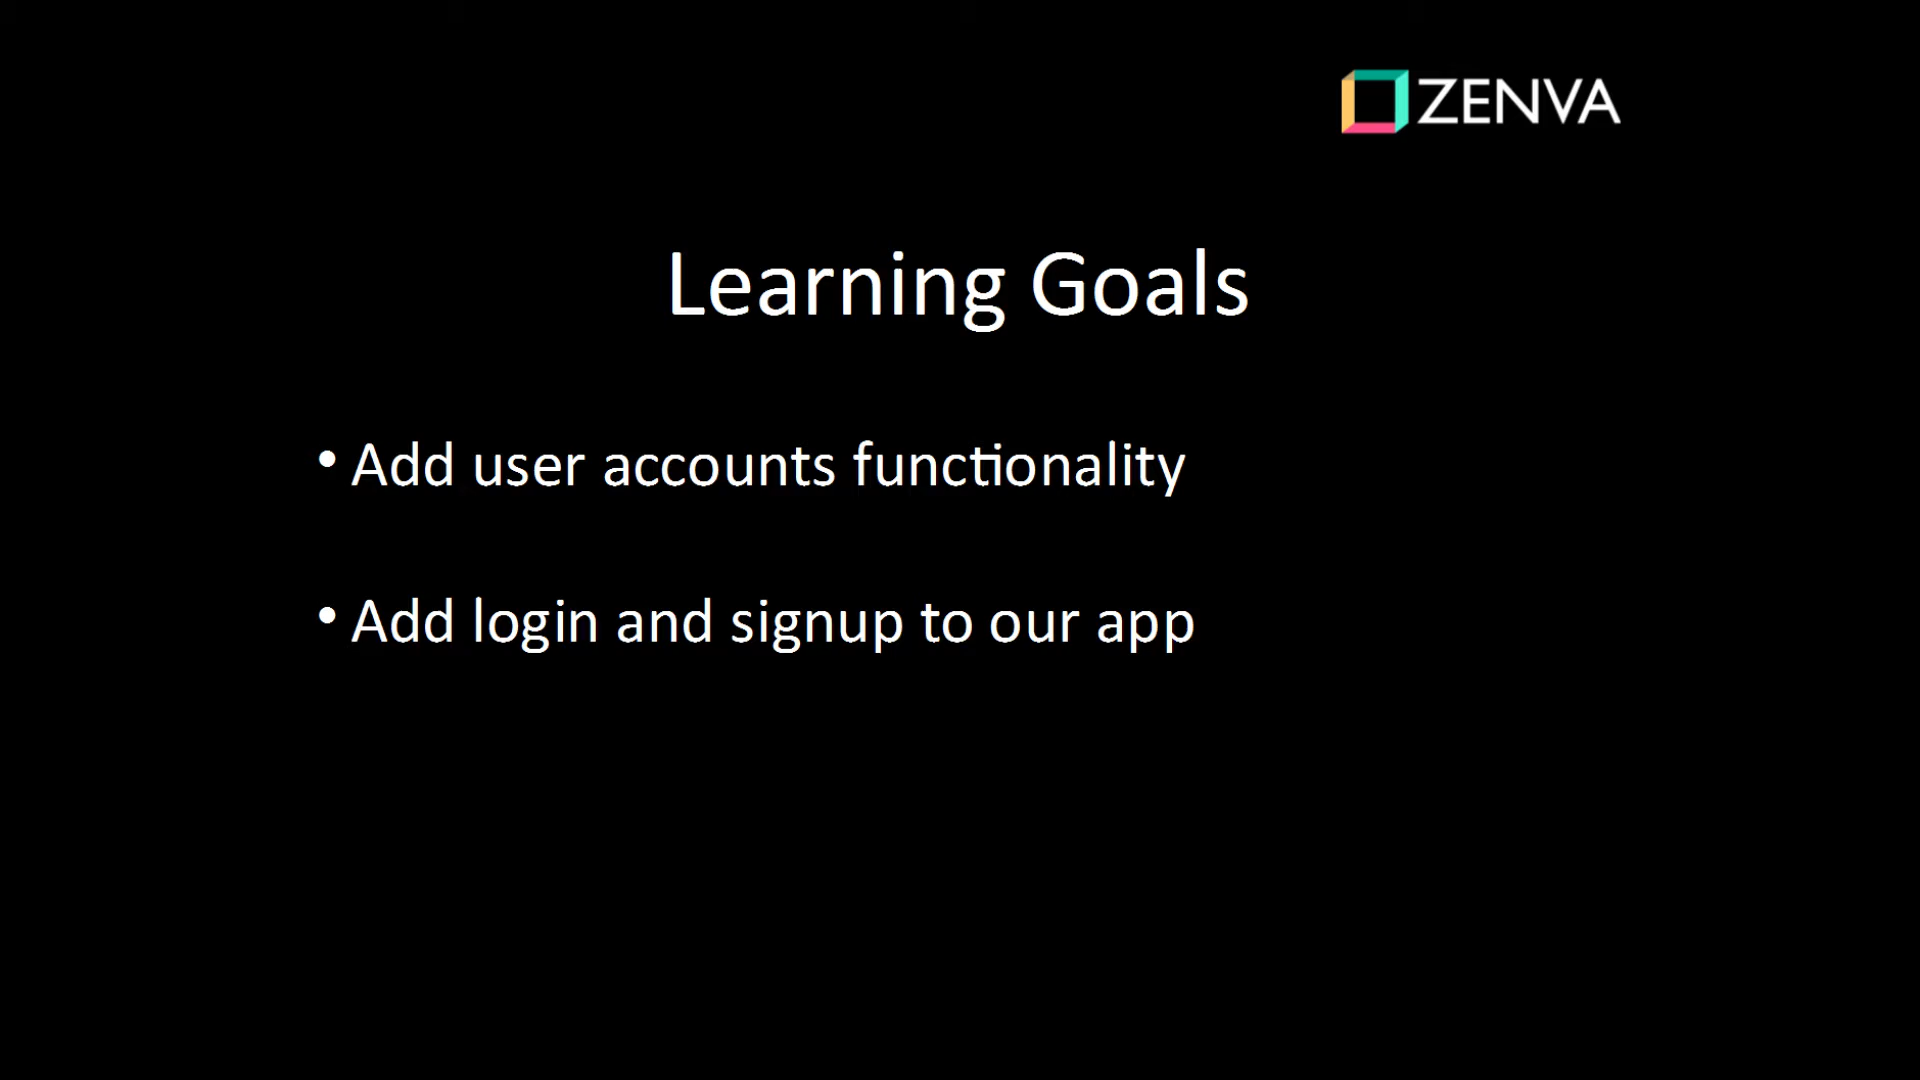 ZENVA
Learning Goals
• Add user accounts functionality
• Add login and signup to our app